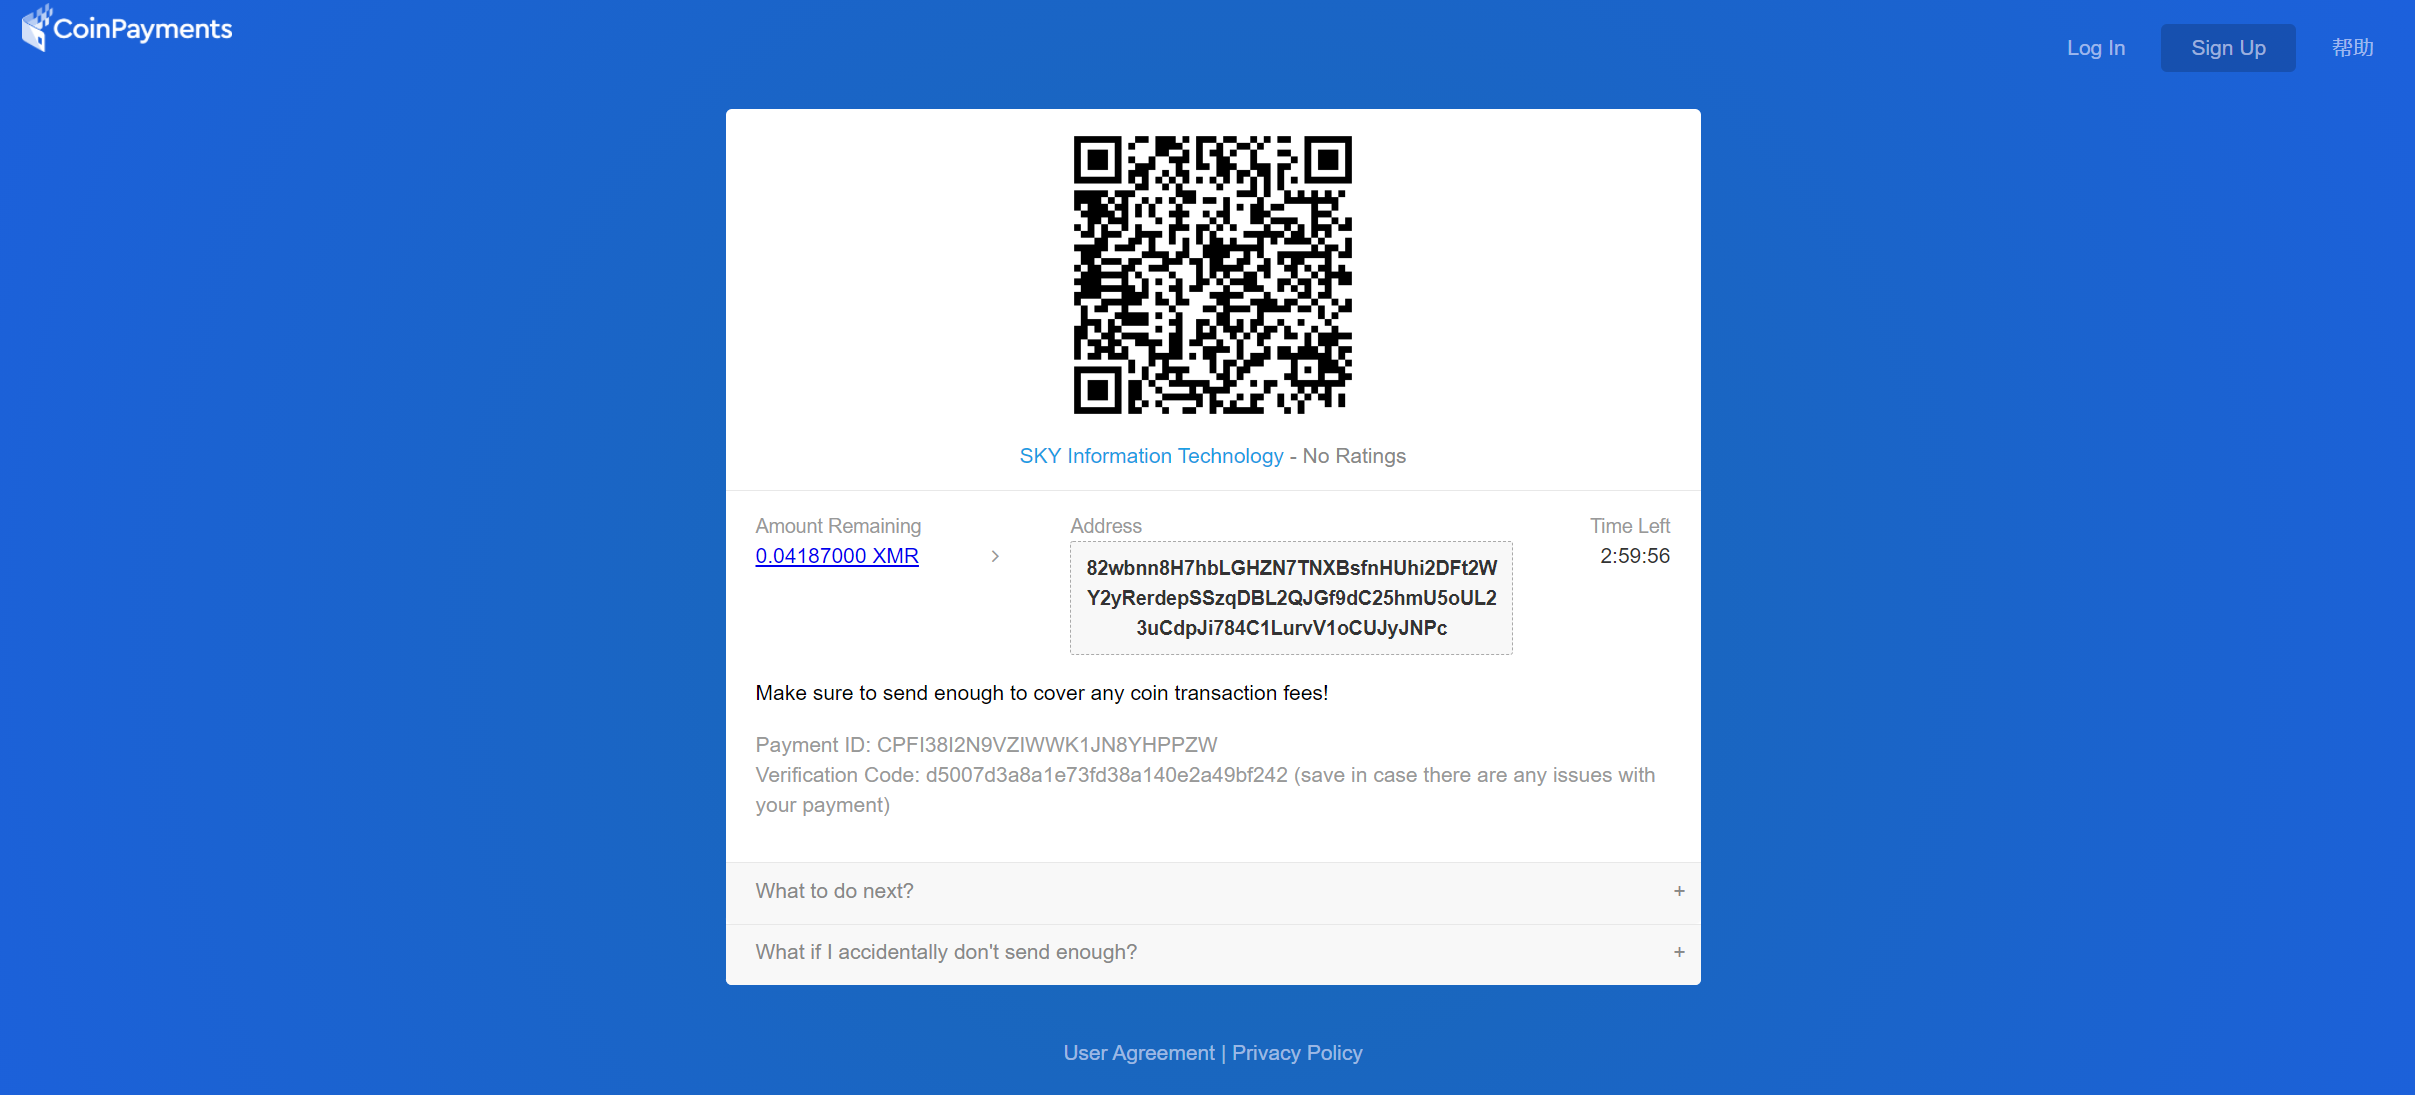 CoinPayments
Log In
Sign Up
帮助
SKY Information Technology - No Ratings
Amount Remaining
0.04187000 XMR
Address
82wbnn8H7hbLGHZN7TNXBsfnHUhi2DFt2W
Y2yRerdepSSzqDBL2QJGf9dC25hmU5oUL2
3uCdpJi784C1LurvV1oCUJyJNPc
Time Left
2:59:56
Make sure to send enough to cover any coin transaction fees!
Payment ID: CPFI38I2N9VZIWWK1JN8YHPPZW
Verification Code: d5007d3a8a1e73fd38a140e2a49bf242 (save in case there are any issues with
your payment)
What to do next?
+
What if I accidentally don't send enough?
+
User Agreement | Privacy Policy